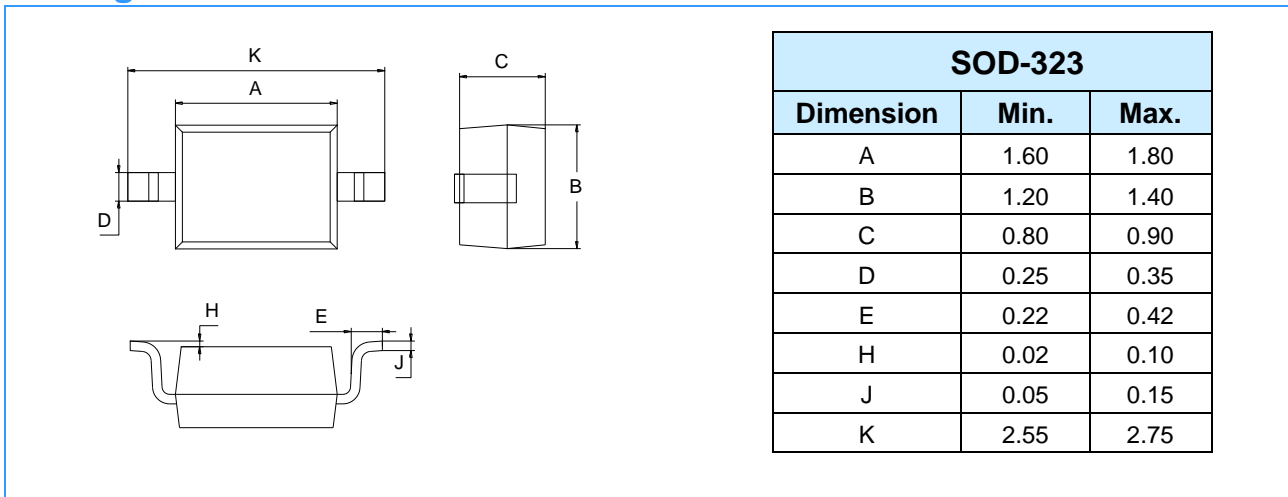 K
A
C
B
D
H
E
J
SOD-323
Dimension Min. Max.
A 1.60 1.80
B 1.20 1.40
C 0.80 0.90
D 0.25 0.35
E 0.22 0.42
H 0.02 0.10
J 0.05 0.15
K 2.55 2.75